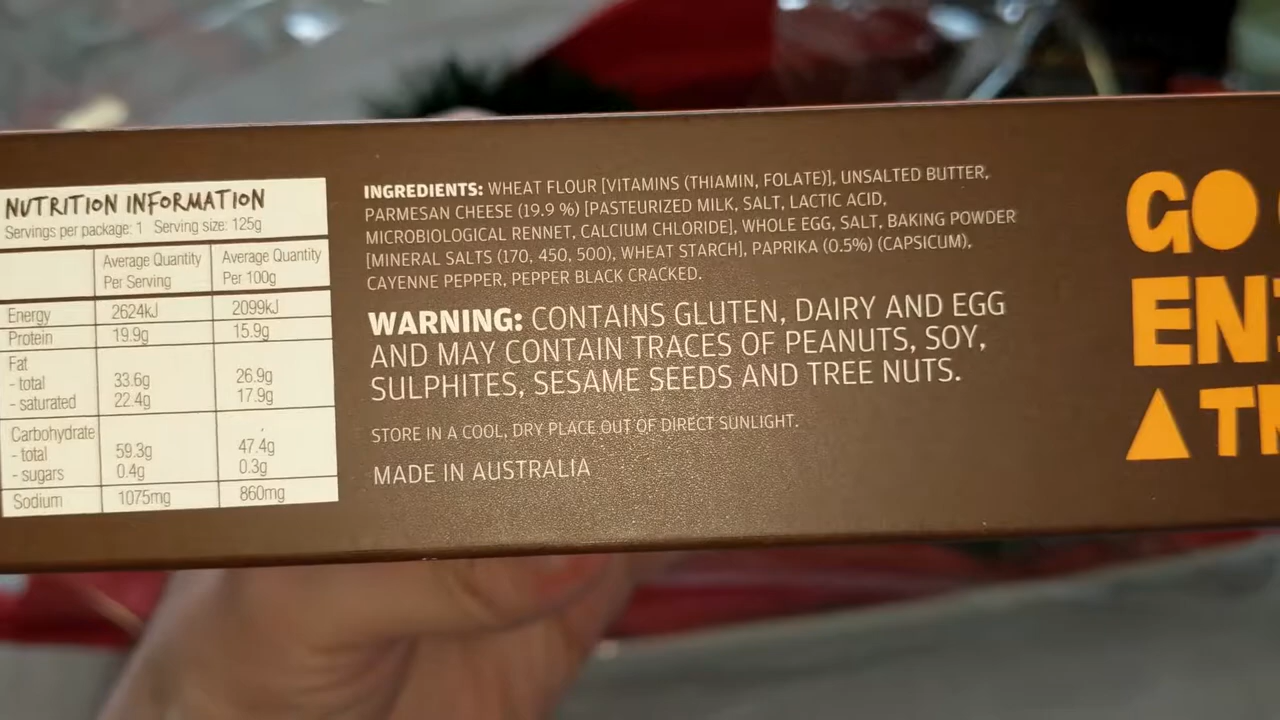 NUTRITION INFORMATION
Servings per package: 1 Serving size: 125g
Average Quantity Per Serving Average Quantity Per 100g
Energy 2624kJ 2099kJ
Protein 19.9g 15.9g
Fat
- total 33.6g 26.9g
- saturated 22.4g 17.9g
Carbohydrate
- total 59.3g 47.4g
- sugars 0.4g 0.3g
Sodium 1075mg 860mg
INGREDIENTS: WHEAT FLOUR [VITAMINS (THIAMIN, FOLATE)], UNSALTED BUTTER,
PARMESAN CHEESE (19.9 %) [PASTEURIZED MILK, SALT, LACTIC ACID,
MICROBIOLOGICAL RENNET, CALCIUM CHLORIDE], WHOLE EGG, SALT, BAKING POWDER
[MINERAL SALTS (170, 450, 500), WHEAT STARCH], PAPRIKA (0.5%) (CAPSICUM),
CAYENNE PEPPER, PEPPER BLACK CRACKED.
WARNING: CONTAINS GLUTEN, DAIRY AND EGG
AND MAY CONTAIN TRACES OF PEANUTS, SOY,
SULPHITES, SESAME SEEDS AND TREE NUTS.
STORE IN A COOL, DRY PLACE OUT OF DIRECT SUNLIGHT.
MADE IN AUSTRALIA
GO